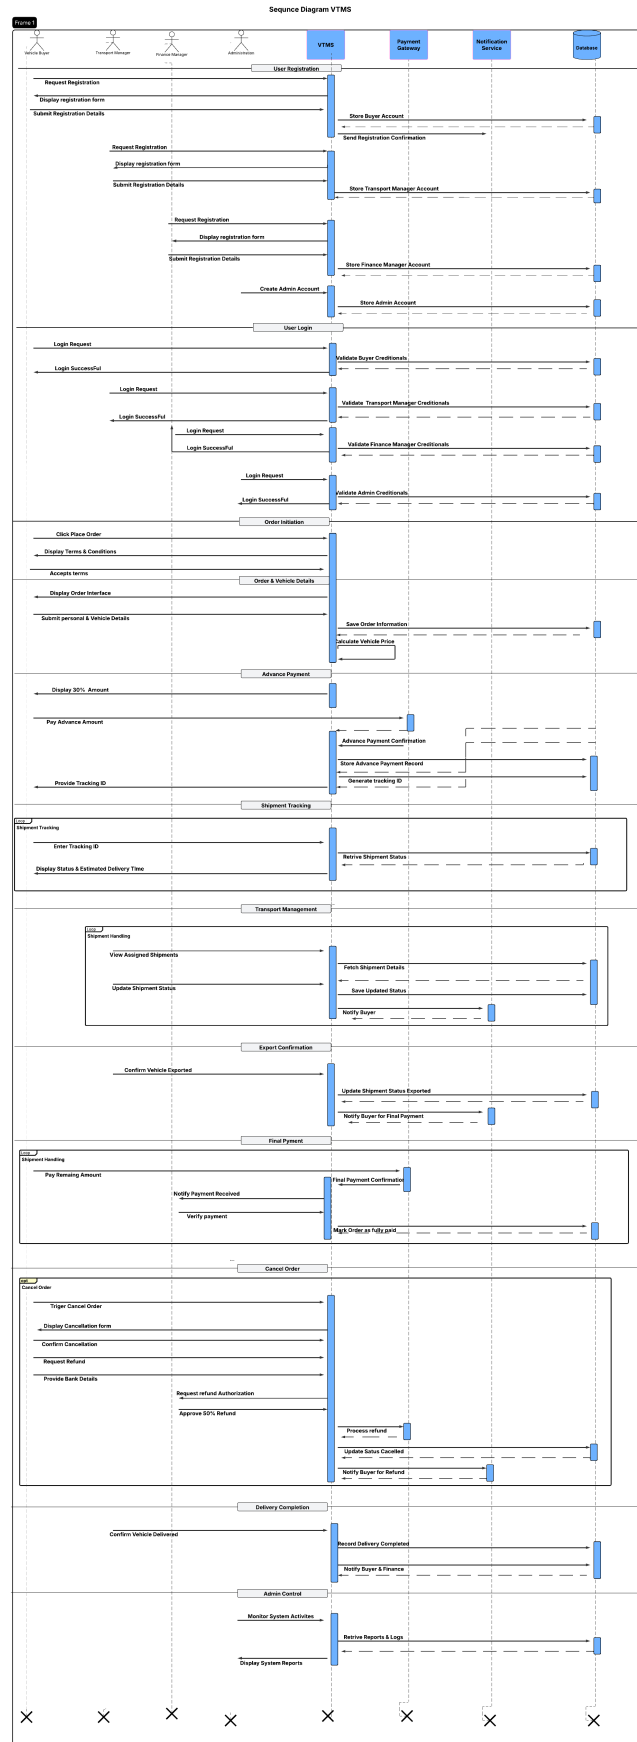 Sequnce Diagram VTMS
Frame 1
Vehicle Buyer
Transport Manager
Finance Manager
Administration
VTMS
Payment
Gateway
Notification
Service
Database
User Registration
Request Registration
Display registration form
Submit Registration Details
Store Buyer Account
Send Registration Confirmation
Request Registration
Display registration form
Submit Registration Details
Store Transport Manager Account
Request Registration
Display registration form
Submit Registration Details
Store Finance Manager Account
Create Admin Account
Store Admin Account
User Login
Login Request
Validate Buyer Creditionals
Login SuccessFul
Login Request
Validate Transport Manager Creditionals
Login SuccessFul
Login Request
Validate Finance Manager Creditionals
Login SuccessFul
Login Request
Validate Admin Creditionals
Login SuccessFul
Order Initiation
Click Place Order
Display Terms & Conditions
Accepts terms
Order & Vehicle Details
Display Order Interface
Submit personal & Vehicle Details
Save Order Information
Calculate Vehicle Price
Advance Payment
Display 30% Amount
Pay Advance Amount
Advance Payment Confirmation
Store Advance Payment Record
Generate tracking ID
Provide Tracking ID
Shipment Tracking
Loop
Shipment Tracking
Enter Tracking ID
Retrive Shipment Status
Display Status & Estimated Delivery Time
Transport Management
Loop
Shipment Handling
View Assigned Shipments
Fetch Shipment Details
Update Shipment Status
Save Updated Status
Notify Buyer
Export Confirmation
Confirm Vehicle Exported
Update Shipment Status Exported
Notify Buyer for Final Payment
Final Pyment
Loop
Shipment Handling
Pay Remaing Amount
Final Payment Confirmation
Notify Payment Received
Verify payment
Mark Order as fully paid
Cancel Order
opt
Cancel Order
Triger Cancel Order
Display Cancellation form
Confirm Cancellation
Request Refund
Provide Bank Details
Request refund Authorization
Approve 50% Refund
Process refund
Update Satus Cacelled
Notify Buyer for Refund
Delivery Completion
Confirm Vehicle Delivered
Record Delivery Completed
Notify Buyer & Finance
Admin Control
Monitor System Activites
Retrive Reports & Logs
Display System Reports